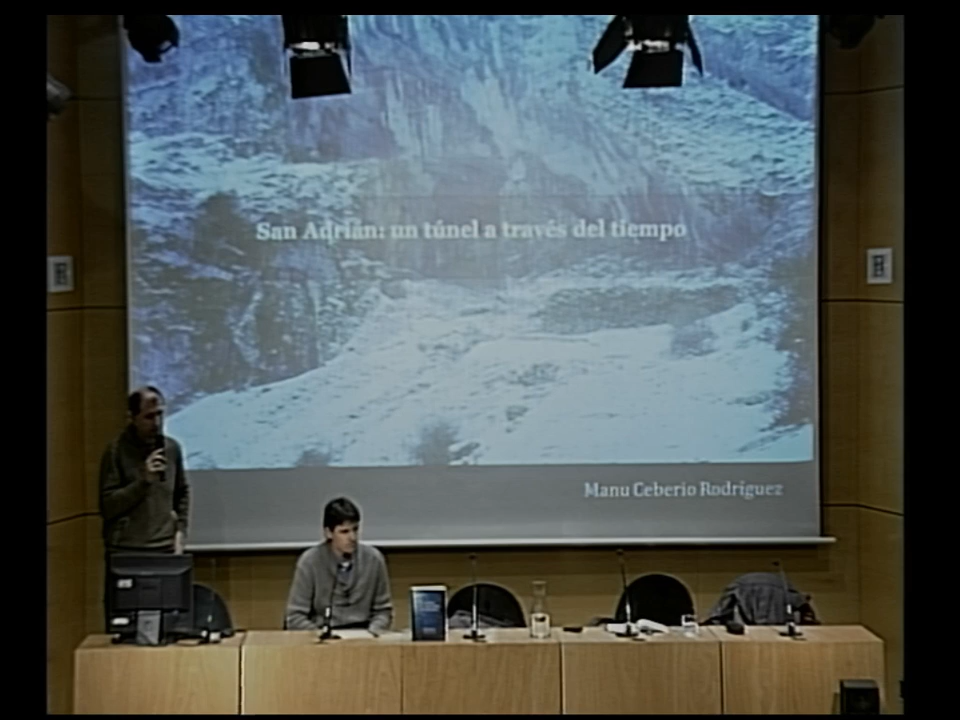 San Adrián: un túnel a través del tiempo
Manu Ceberio Rodriguez